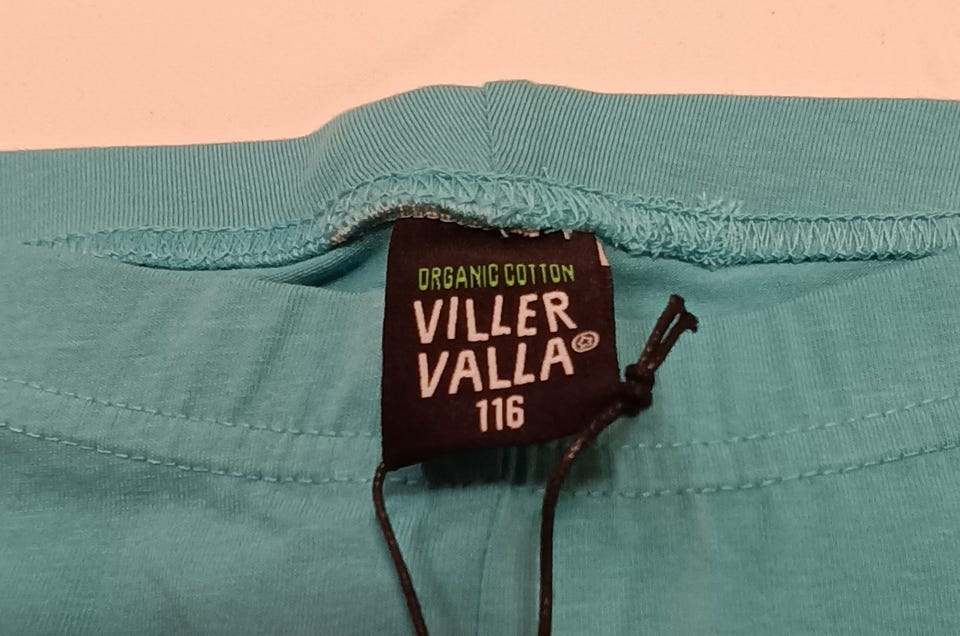 ORGANIC COTTON
VILLER
VALLA
116